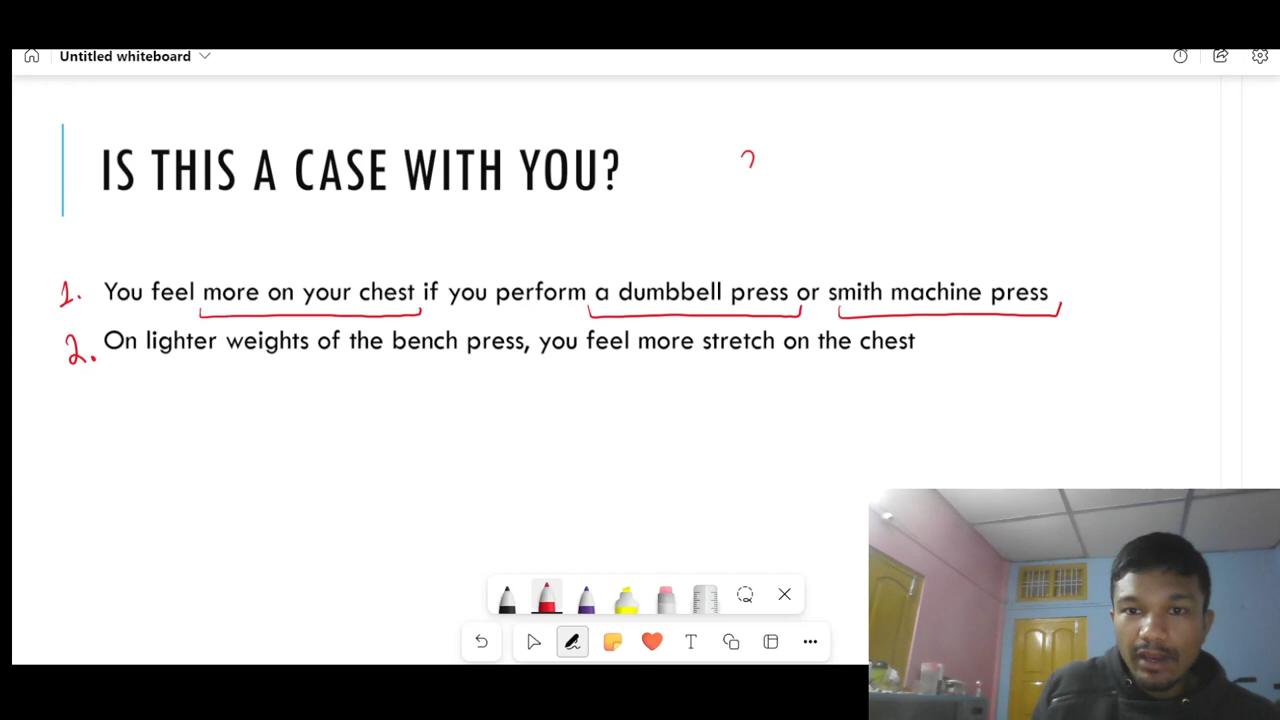 Untitled whiteboard
IS THIS A CASE WITH YOU?
1. You feel more on your chest if you perform a dumbbell press or smith machine press
2. On lighter weights of the bench press, you feel more stretch on the chest